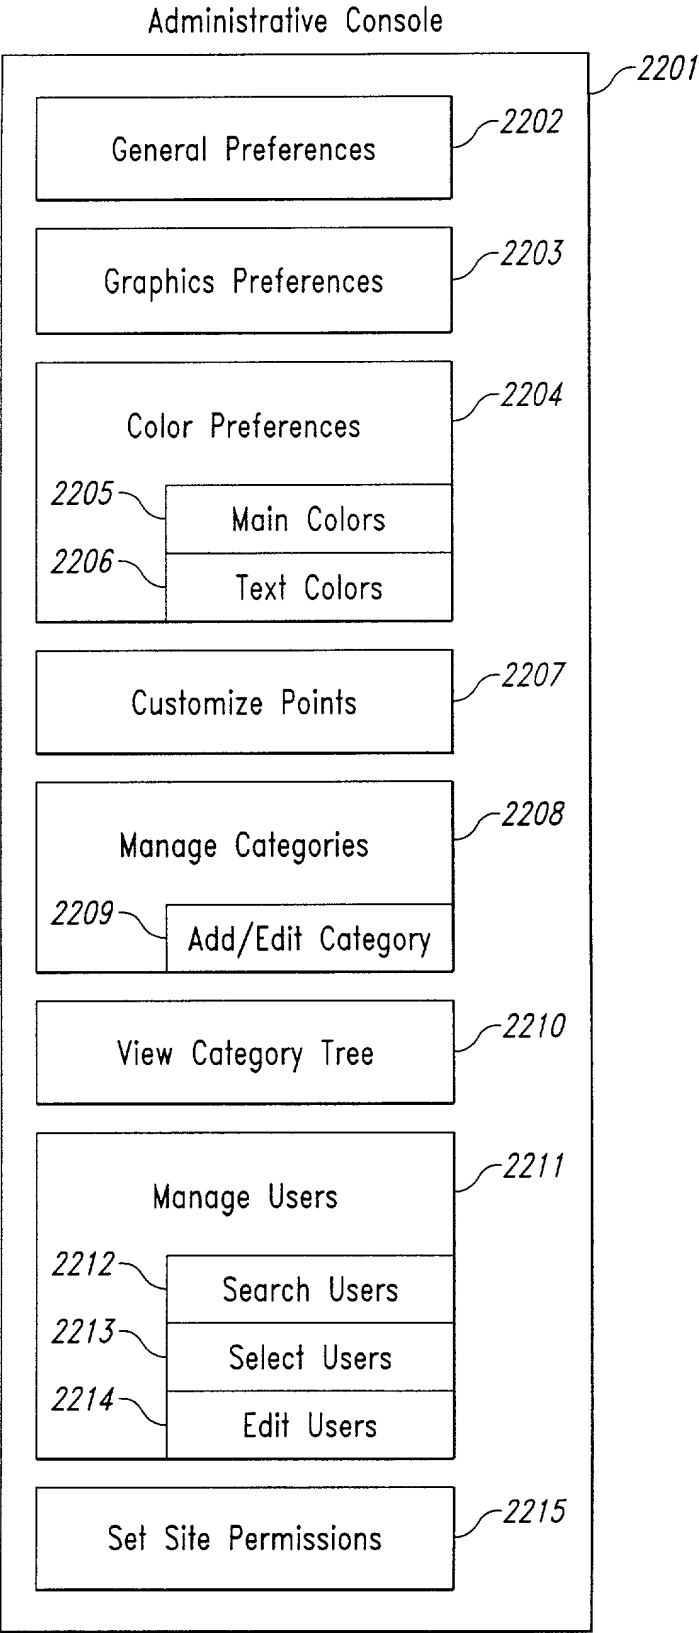 Administrative Console
2201
2202
General Preferences
2203
Graphics Preferences
2204
Color Preferences
2205
Main Colors
2206
Text Colors
2207
Customize Points
2208
Manage Categories
2209
Add/Edit Category
2210
View Category Tree
2211
Manage Users
2212
Search Users
2213
Select Users
2214
Edit Users
2215
Set Site Permissions